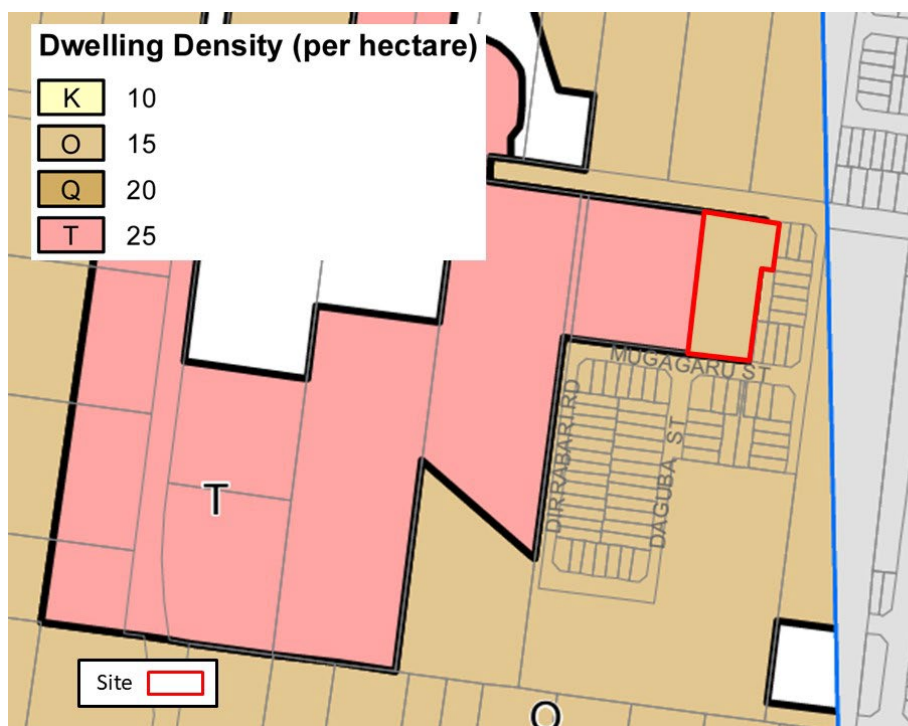 Dwelling Density (per hectare)
K 10
O 15
Q 20
T 25
MUGAGARU ST
DIRRABARI RD
DAGUBA ST
T
Site
O